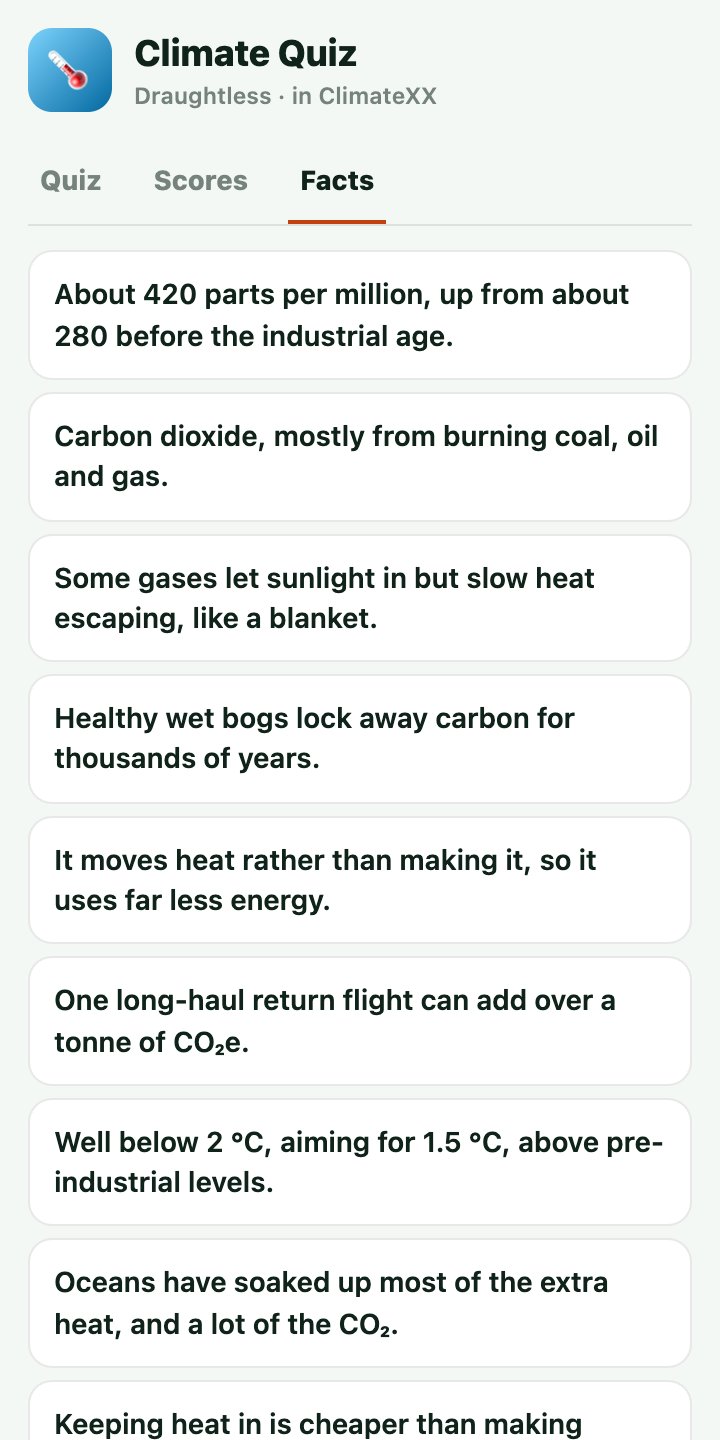 Climate Quiz
Draughtless · in ClimateXX
Quiz
Scores
Facts
About 420 parts per million, up from about
280 before the industrial age.
Carbon dioxide, mostly from burning coal, oil
and gas.
Some gases let sunlight in but slow heat
escaping, like a blanket.
Healthy wet bogs lock away carbon for
thousands of years.
It moves heat rather than making it, so it
uses far less energy.
One long-haul return flight can add over a
tonne of CO₂e.
Well below 2 °C, aiming for 1.5 °C, above pre-
industrial levels.
Oceans have soaked up most of the extra
heat, and a lot of the CO₂.
Keeping heat in is cheaper than making